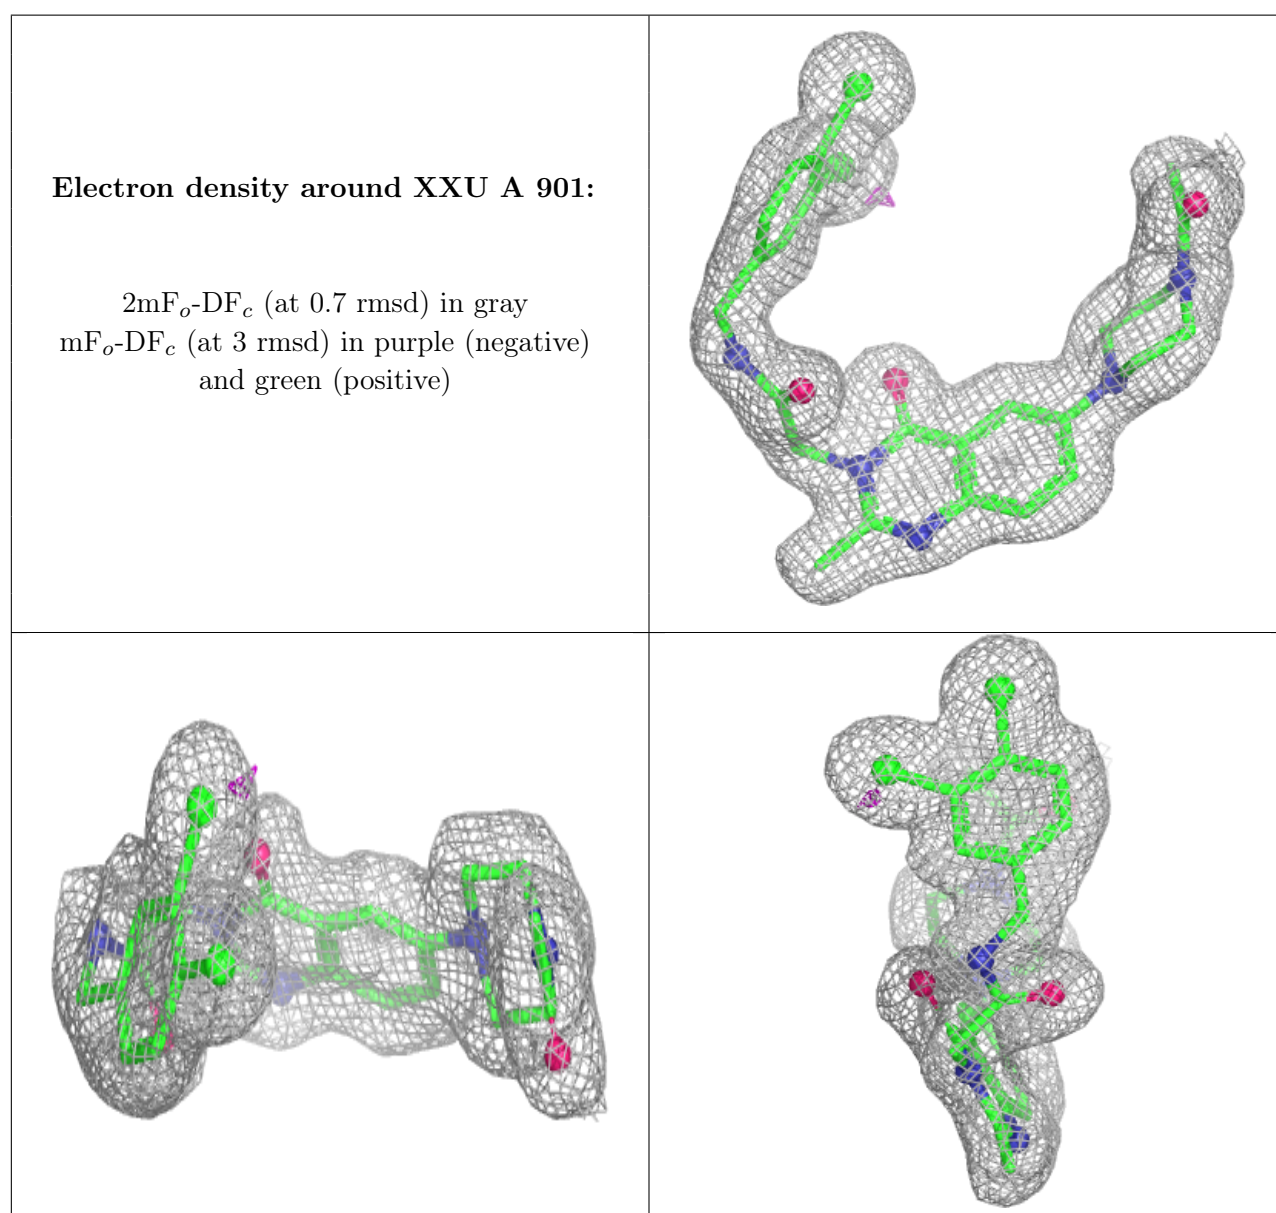 Electron density around XXU A 901:
2mFo-DFc (at 0.7 rmsd) in gray
mFo-DFc (at 3 rmsd) in purple (negative)
and green (positive)